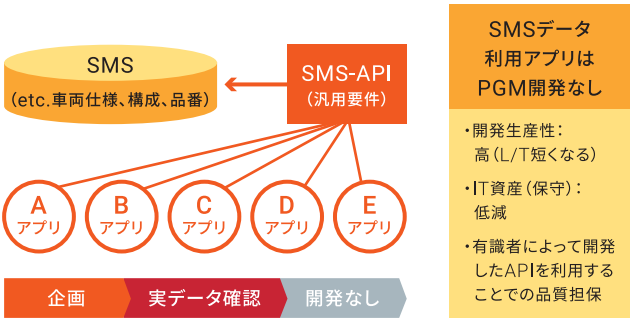 SMS
(etc.車両仕様、構成、品番)
SMS-API
(汎用要件)
A
アプリ
B
アプリ
C
アプリ
D
アプリ
E
アプリ
企画
実データ確認
開発なし
SMSデータ
利用アプリは
PGM開発なし
・開発生産性：
高(L/T短くなる)
・IT資産(保守)：
低減
・有識者によって開発
したAPIを利用する
ことでの品質担保